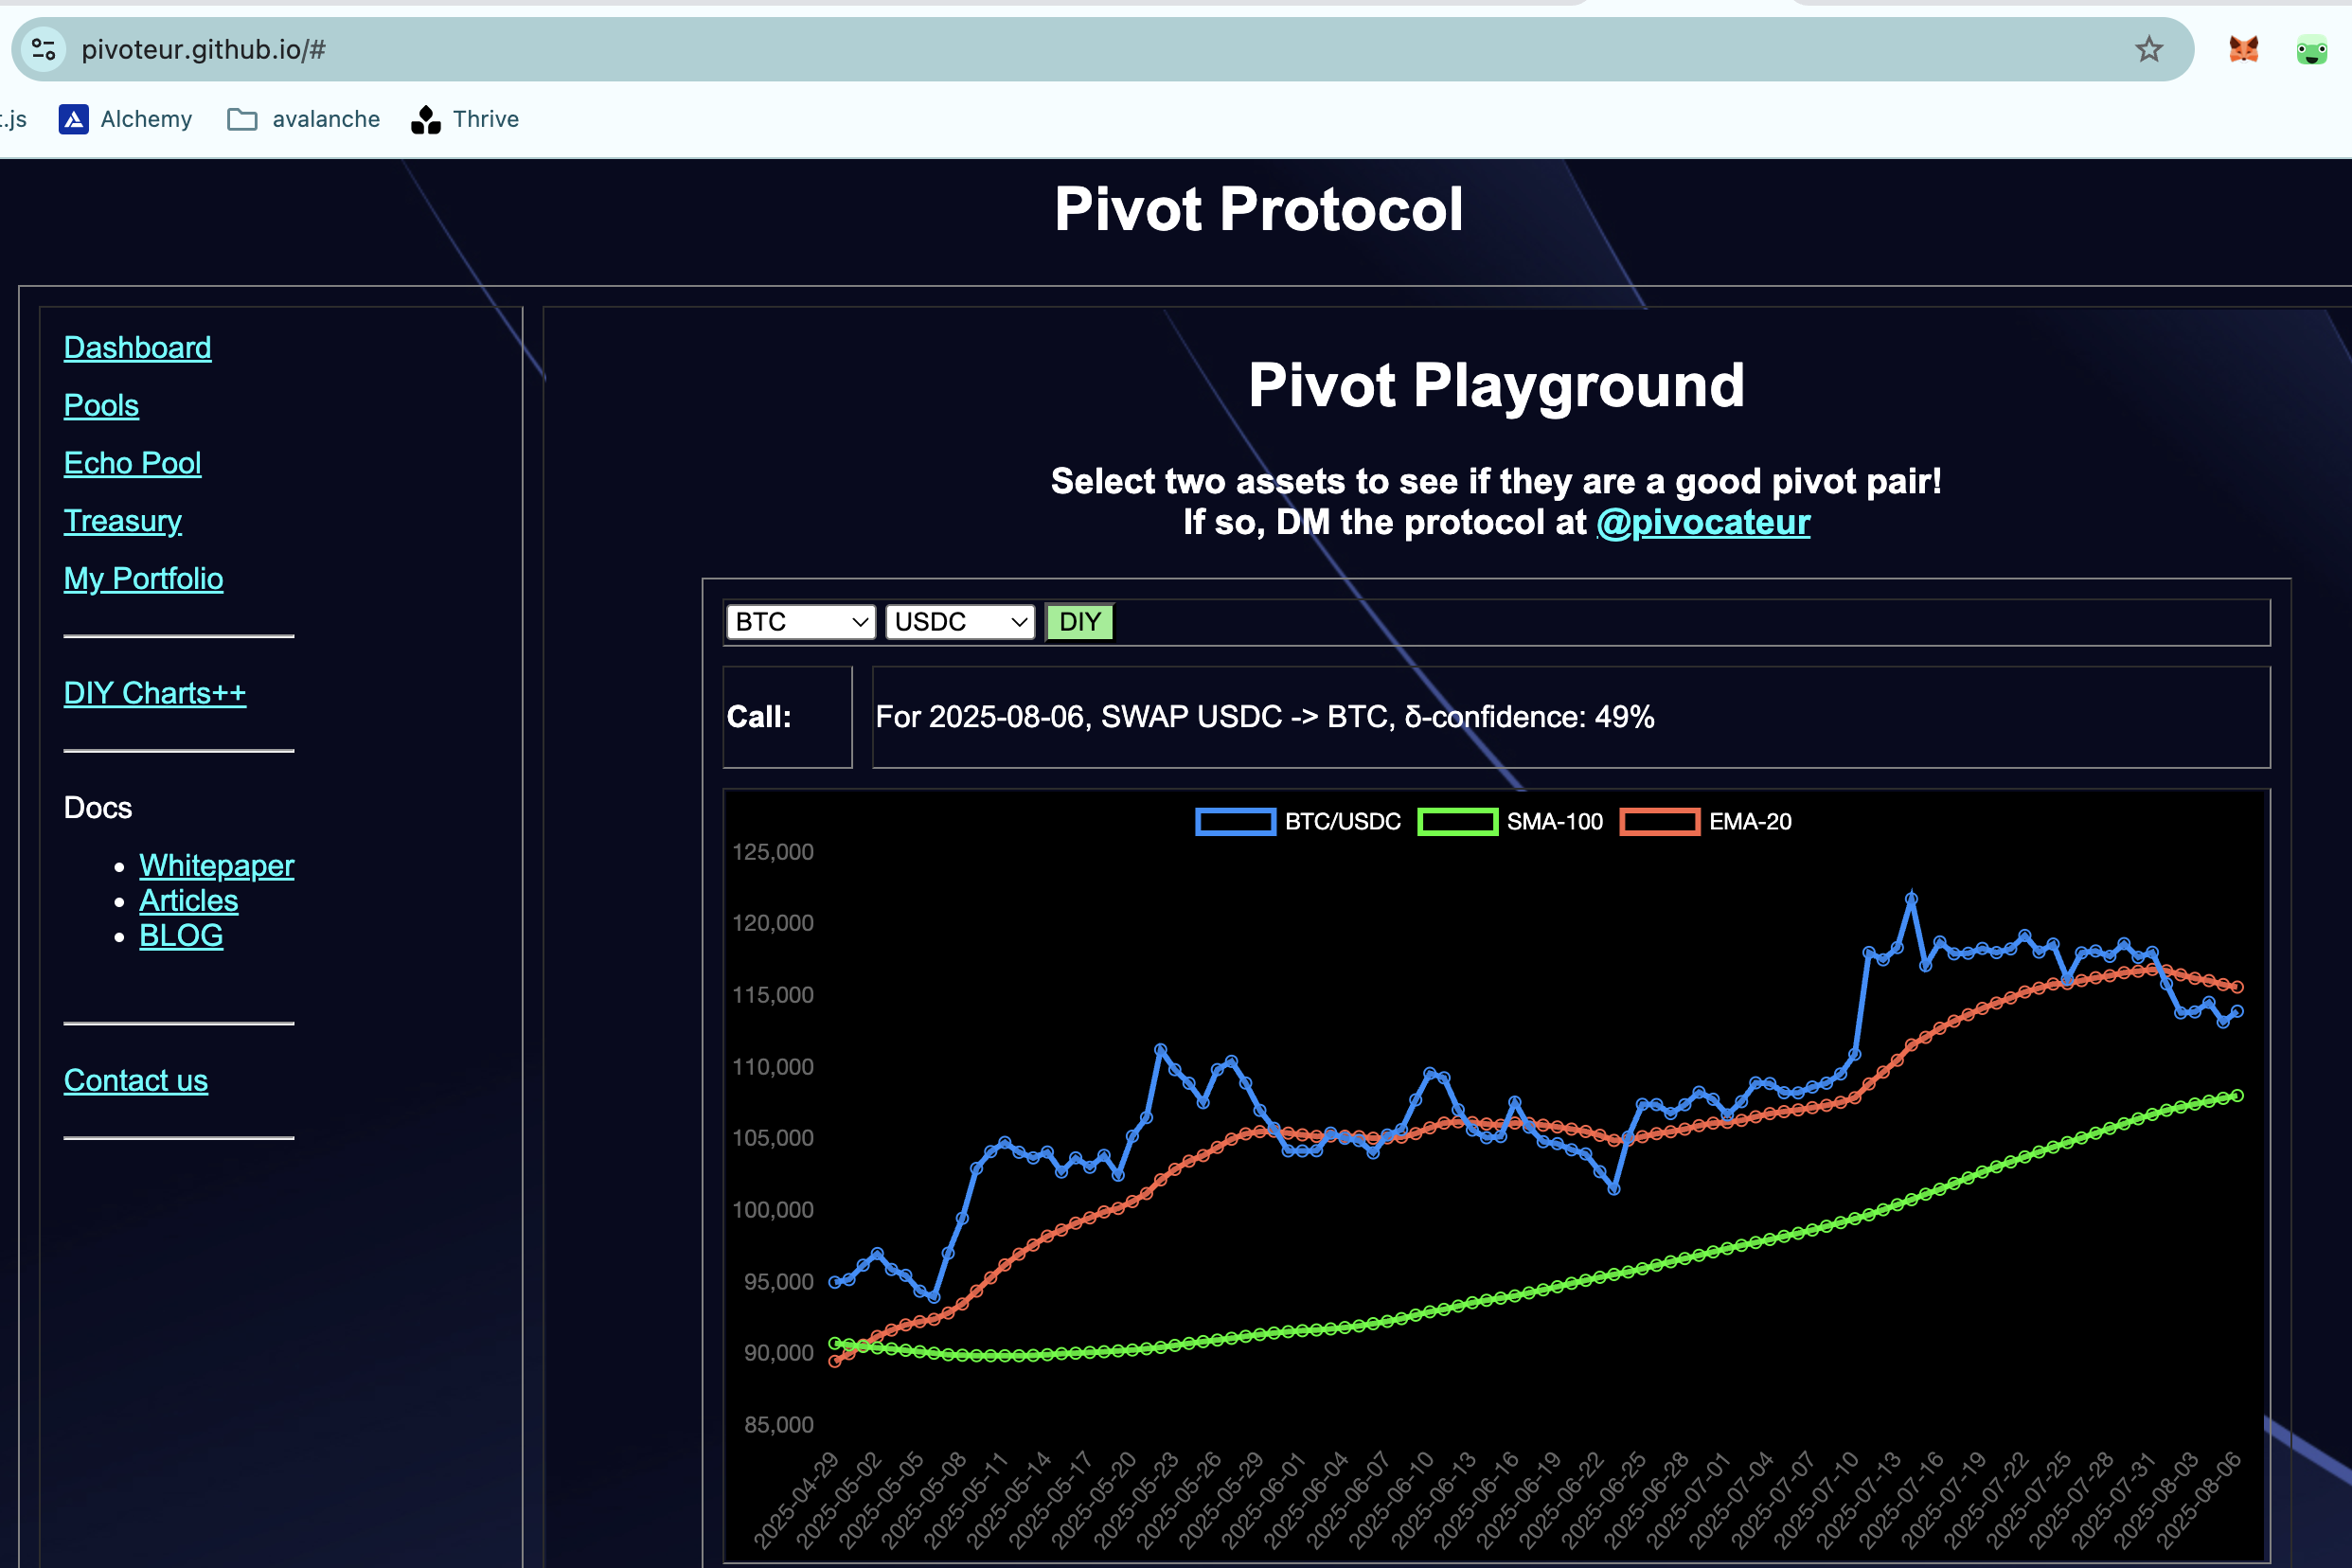 pivoteur.github.io/#
t.js Alchemy avalanche Thrive
Pivot Protocol
Dashboard
Pools
Echo Pool
Treasury
My Portfolio
DIY Charts++
Docs
Whitepaper
Articles
BLOG
Contact us
Pivot Playground
Select two assets to see if they are a good pivot pair!
If so, DM the protocol at @pivocateur
BTC USDC DIY
Call: For 2025-08-06, SWAP USDC -> BTC, δ-confidence: 49%
BTC/USDC SMA-100 EMA-20
125,000
120,000
115,000
110,000
105,000
100,000
95,000
90,000
85,000
2025-04-29
2025-05-02
2025-05-05
2025-05-08
2025-05-11
2025-05-14
2025-05-17
2025-05-20
2025-05-23
2025-05-26
2025-05-29
2025-06-01
2025-06-04
2025-06-07
2025-06-10
2025-06-13
2025-06-16
2025-06-19
2025-06-22
2025-06-25
2025-06-28
2025-07-01
2025-07-04
2025-07-07
2025-07-10
2025-07-13
2025-07-16
2025-07-19
2025-07-22
2025-07-25
2025-07-28
2025-07-31
2025-08-03
2025-08-06